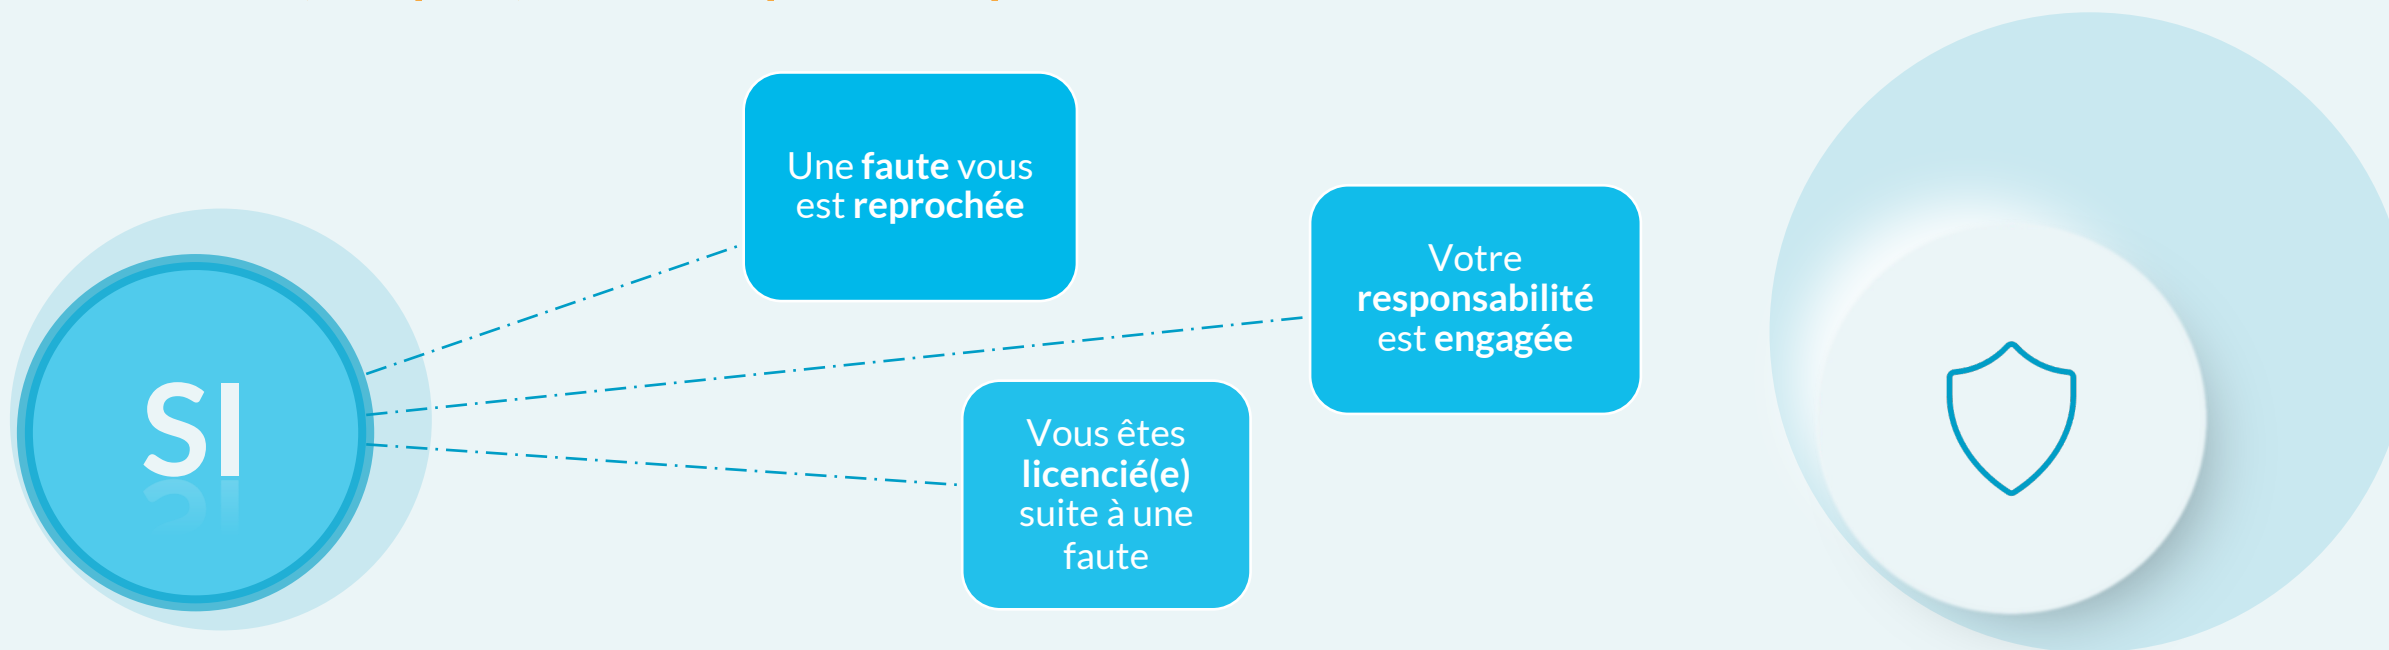 SI
Une faute vous
est reprochée
Votre
responsabilité
est engagée
Vous êtes
licencié(e)
suite à une
faute